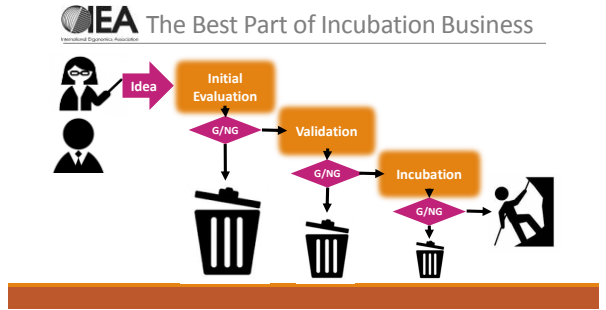 IEA The Best Part of Incubation Business
International Ergonomics Association
Idea
Initial
Evaluation
G/NG
Validation
G/NG
Incubation
G/NG